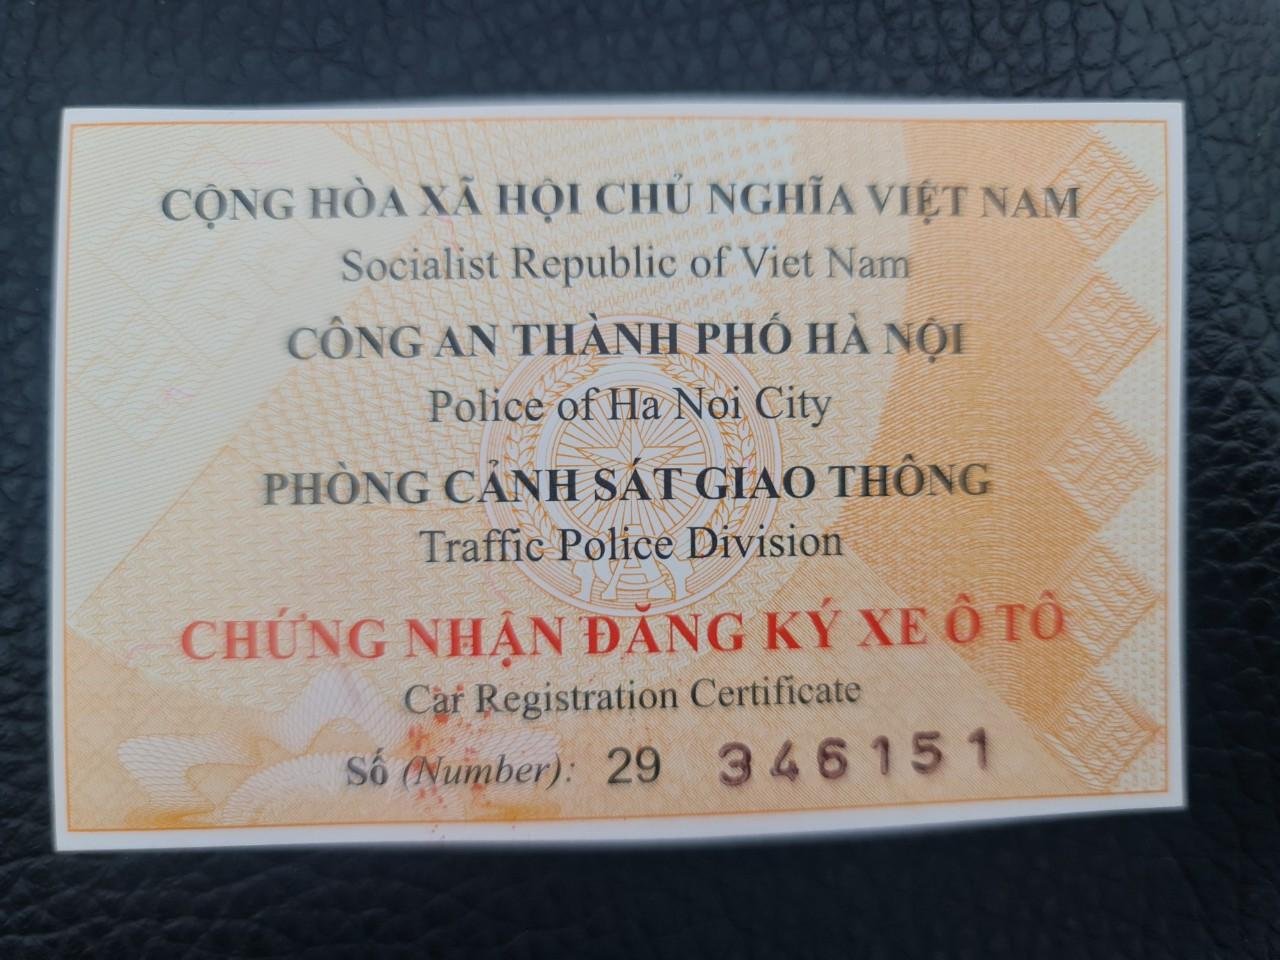 CỘNG HÒA XÃ HỘI CHỦ NGHĨA VIỆT NAM
Socialist Republic of Viet Nam
CÔNG AN THÀNH PHỐ HÀ NỘI
Police of Ha Noi City
PHÒNG CẢNH SÁT GIAO THÔNG
Traffic Police Division
CHỨNG NHẬN ĐĂNG KÝ XE Ô TÔ
Car Registration Certificate
Số (Number): 29 346151